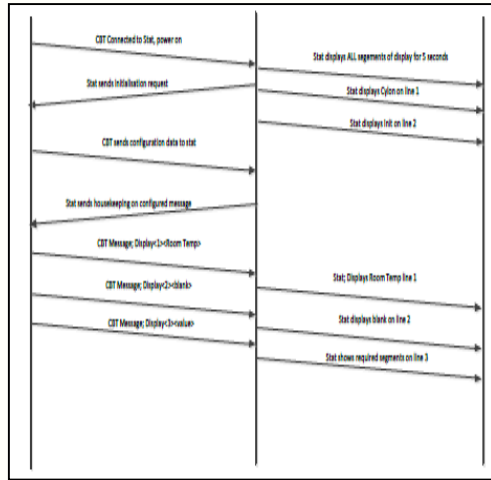 CBT Connected to Stat, power on
Stat displays ALL segements of display for 5 seconds
Stat sends Initialisation request
Stat displays Cylon on line 1
Stat displays Init on line 2
CBT sends configuration data to stat
Stat sends housekeeping on configured message
CBT Message; Display<1><Room Temp>
Stat; Displays Room Temp line 1
CBT Message; Display<2><blank>
Stat displays blank on line 2
CBT Message; Display<3><value>
Stat shows required segments on line 3